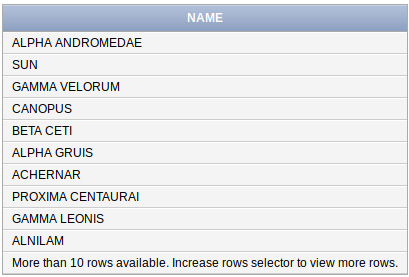 NAME
ALPHA ANDROMEDAE
SUN
GAMMA VELORUM
CANOPUS
BETA CETI
ALPHA GRUIS
ACHERNAR
PROXIMA CENTAURAI
GAMMA LEONIS
ALNILAM
More than 10 rows available. Increase rows selector to view more rows.